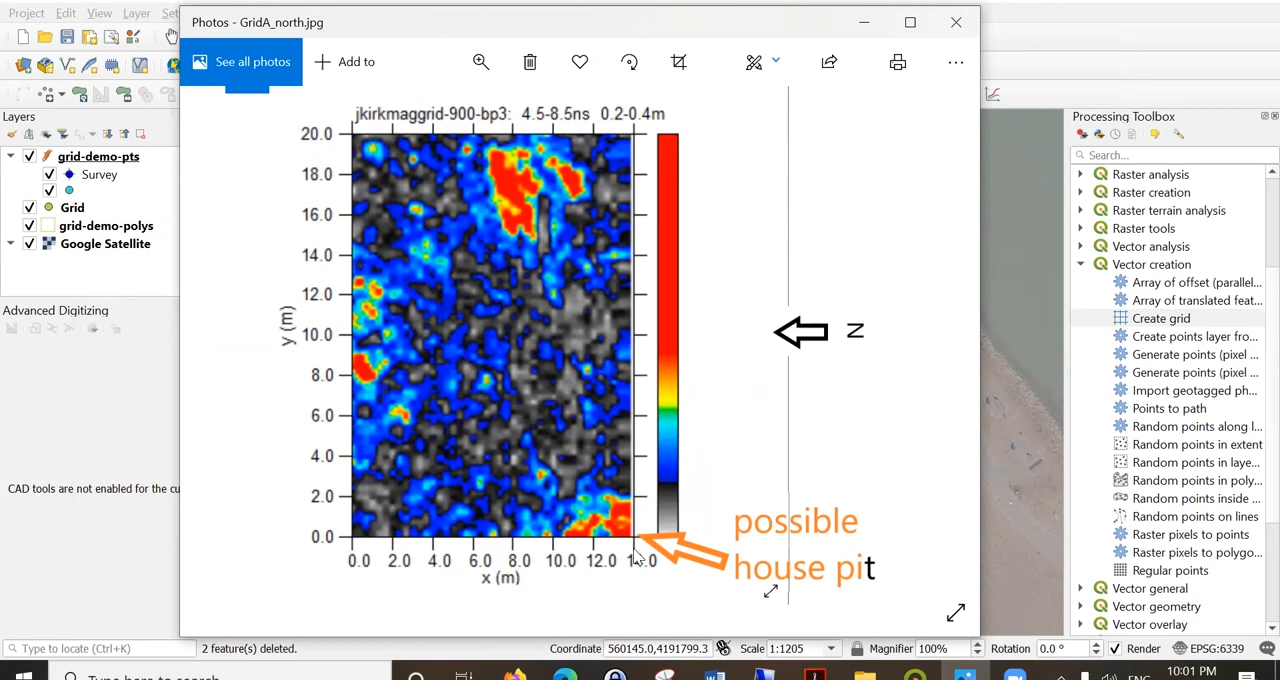 Project Edit View Layer
Photos - GridA_north.jpg
See all photos
Add to
Layers
grid-demo-pts
Survey
Grid
grid-demo-polys
Google Satellite
Advanced Digitizing
CAD tools are not enabled for the cu
jkirkmaggrid-900-bp3: 4.5-8.5ns 0.2-0.4m
20.0
18.0
16.0
14.0
12.0
10.0
8.0
6.0
4.0
2.0
0.0
y (m)
0.0 2.0 4.0 6.0 8.0 10.0 12.0
x (m)
N
possible
house pit
Processing Toolbox
Search...
Raster analysis
Raster creation
Raster terrain analysis
Raster tools
Vector analysis
Vector creation
Array of offset (parallel...
Array of translated feat...
Create grid
Create points layer fro...
Generate points (pixel ...
Generate points (pixel ...
Import geotagged ph...
Points to path
Random points along l...
Random points in extent
Random points in laye...
Random points in poly...
Random points inside ...
Random points on lines
Raster pixels to points
Raster pixels to polygo...
Regular points
Vector general
Vector geometry
Vector overlay
Type to locate (Ctrl+K)
2 feature(s) deleted.
Coordinate 560145.0,4191799.3
Scale 1:1205
Magnifier 100%
Rotation 0.0 °
Render
EPSG:6339
Type here to search
ENG
10:01 PM